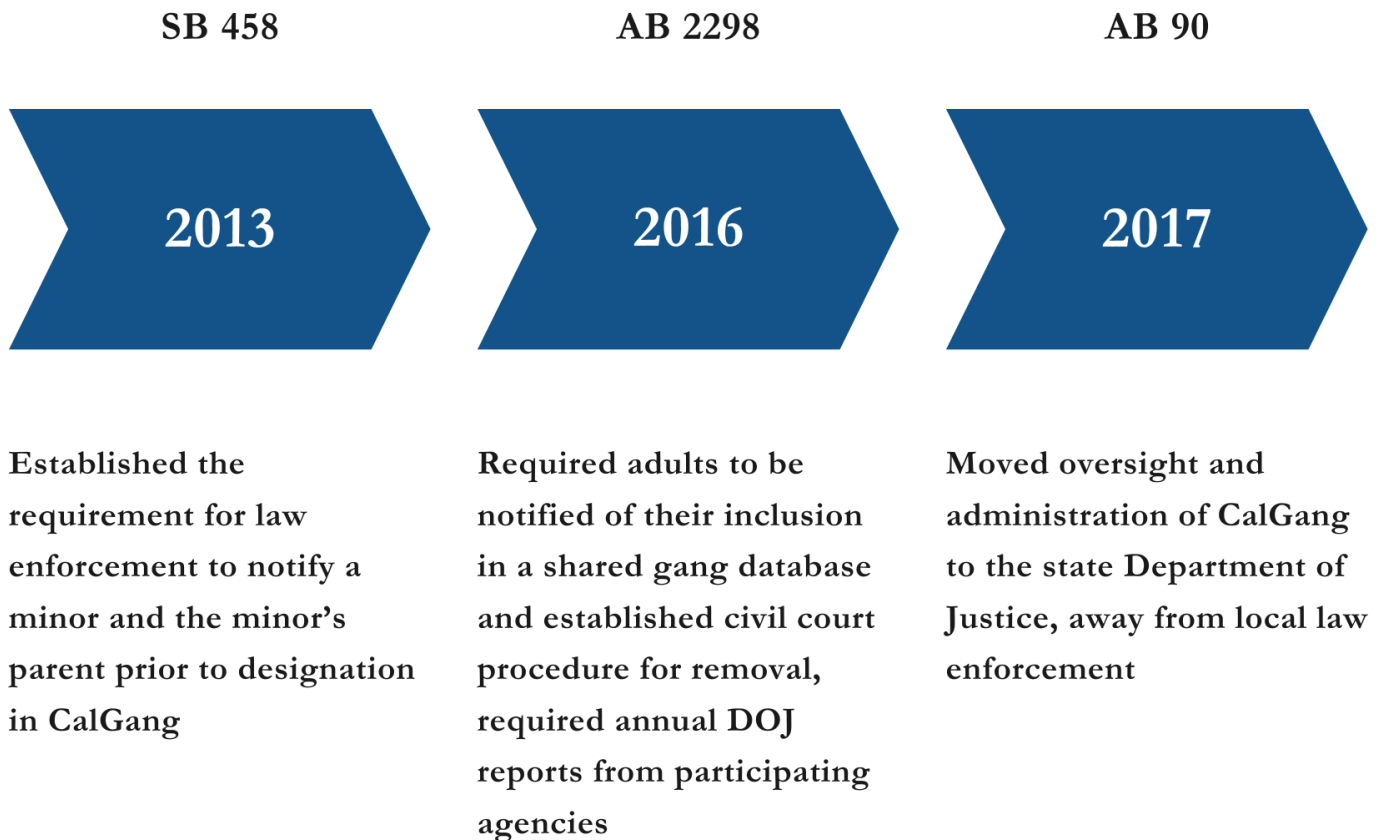 SB 458
AB 2298
AB 90
2013
2016
2017
Established the
requirement for law
enforcement to notify a
minor and the minor’s
parent prior to designation
in CalGang
Required adults to be
notified of their inclusion
in a shared gang database
and established civil court
procedure for removal,
required annual DOJ
reports from participating
agencies
Moved oversight and
administration of CalGang
to the state Department of
Justice, away from local law
enforcement